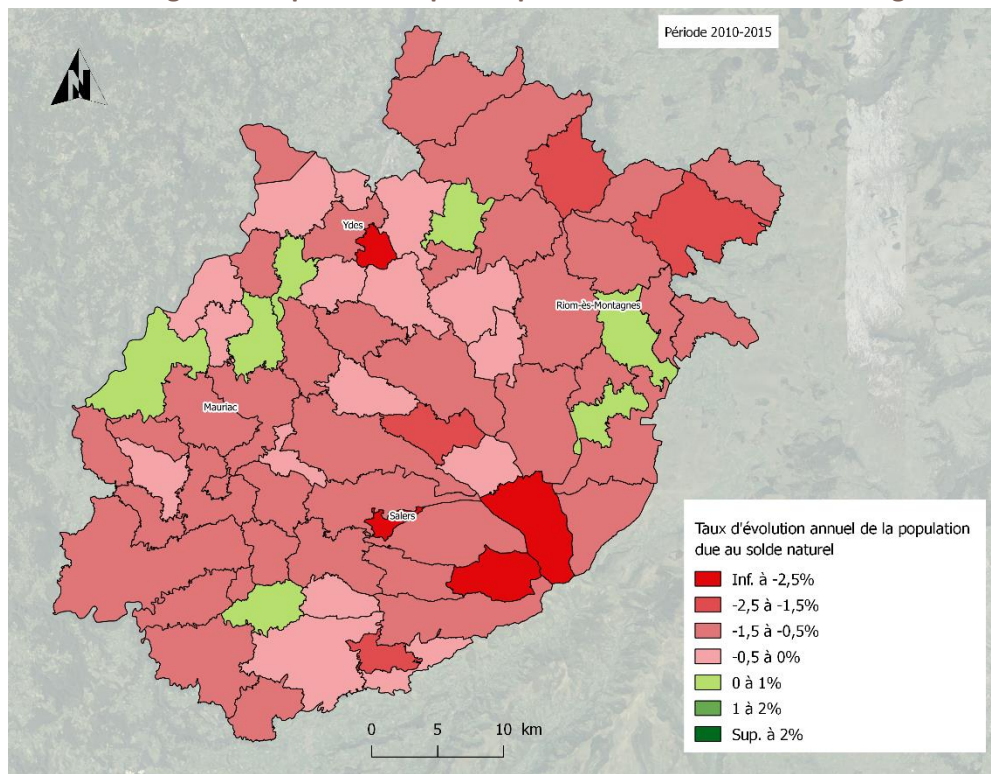 Période 2010-2015
N
Ydes
Riom-ès-Montagnes
Mauriac
Salers
Taux d'évolution annuel de la population
due au solde naturel
Inf. à -2,5%
-2,5 à -1,5%
-1,5 à -0,5%
-0,5 à 0%
0 à 1%
1 à 2%
Sup. à 2%
0 5 10 km